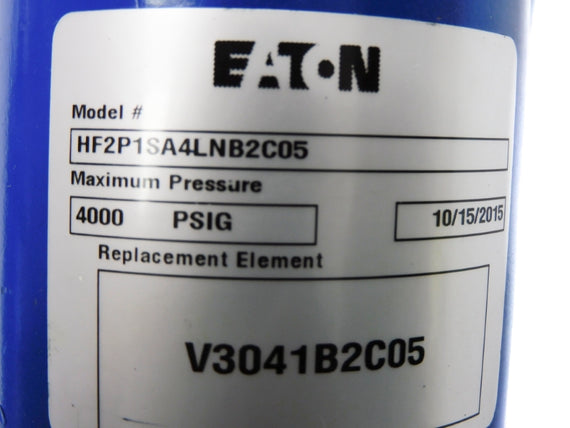 EATON
Model #
HF2P1SA4LNB2C05
Maximum Pressure
4000 PSIG 10/15/2015
Replacement Element
V3041B2C05